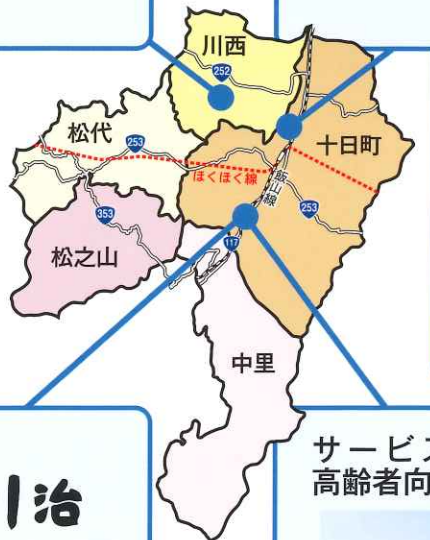 川西
252
松代
253
十日町
ほくほく線
飯山線
253
353
117
松之山
中里
治
サービス
高齢者向